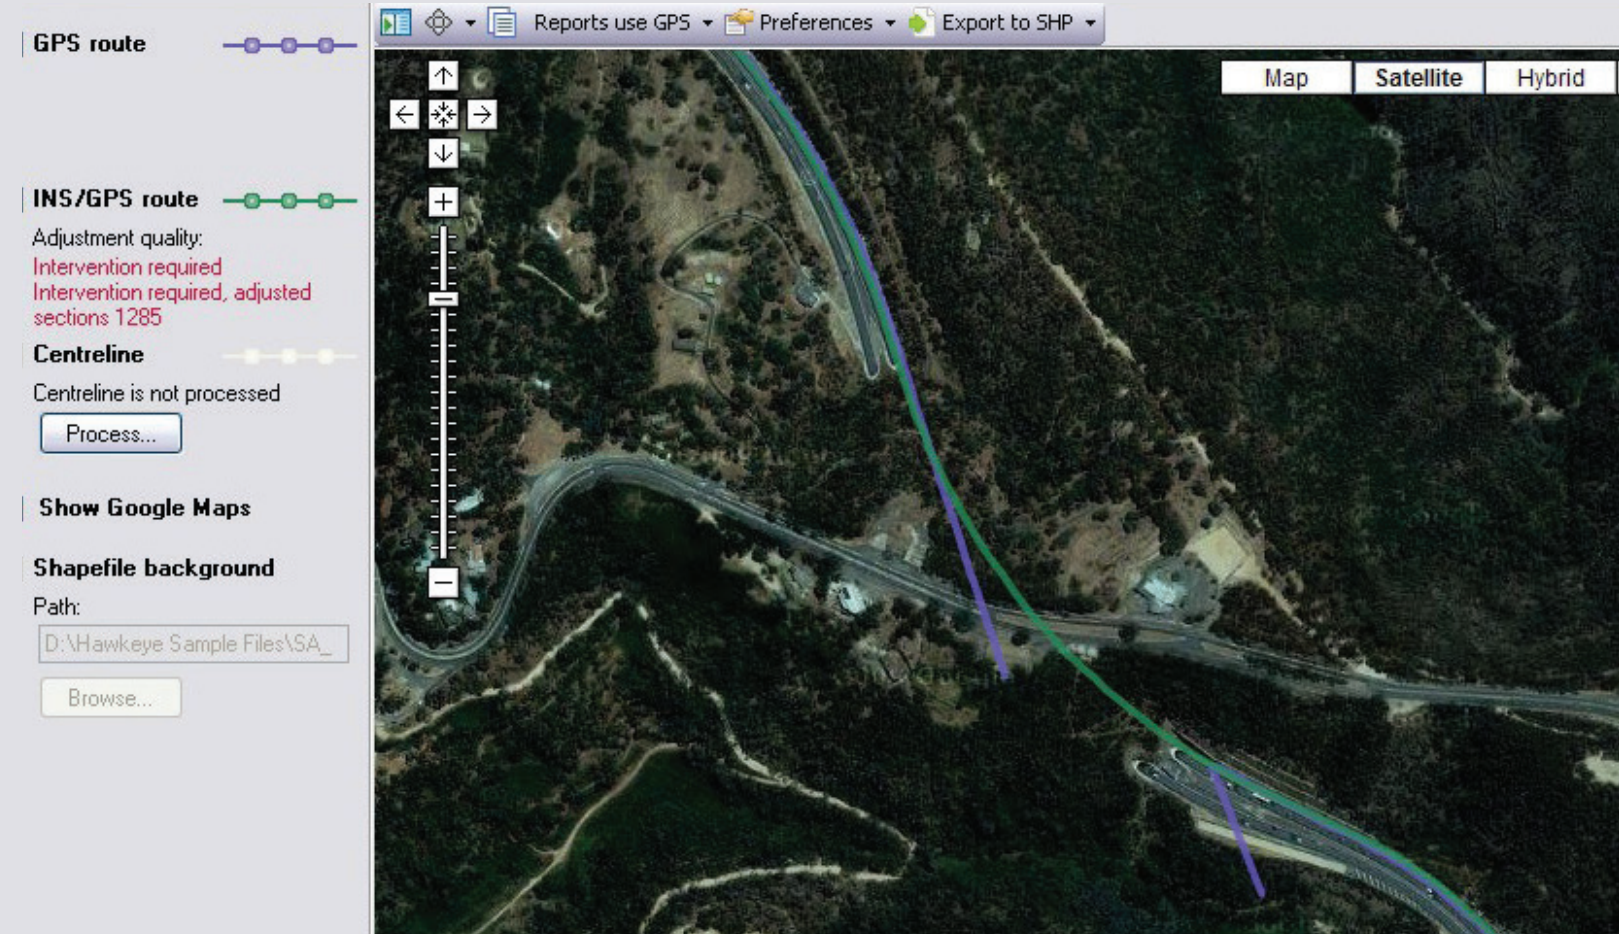 Reports use GPS
Preferences
Export to SHP
GPS route
Map
Satellite
Hybrid
INS/GPS route
Adjustment quality:
Intervention required
Intervention required, adjusted
sections 1285
Centreline
Centreline is not processed
Process...
Show Google Maps
Shapefile background
Path:
D:\Hawkeye Sample Files\SA_
Browse...